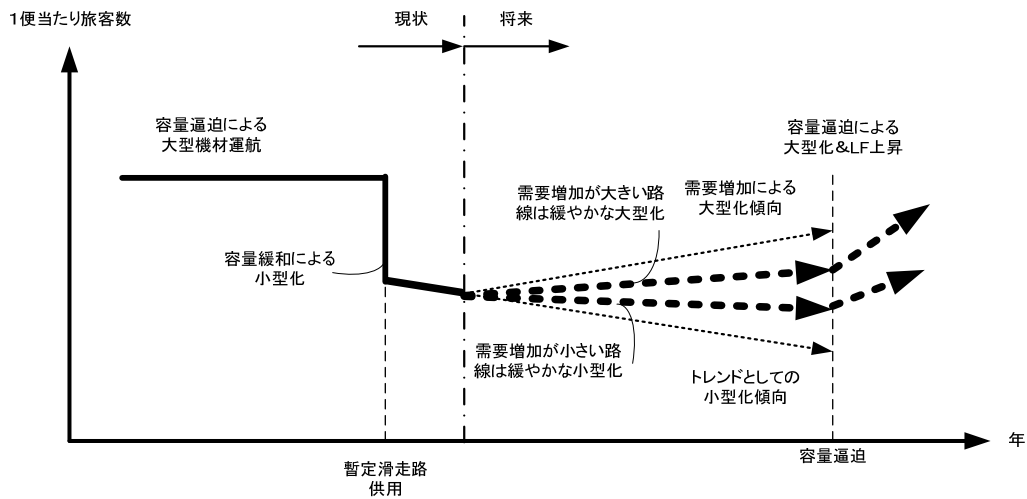 1便当たり旅客数
現状
将来
容量逼迫による
大型機材運航
容量緩和による
小型化
需要増加が大きい路
線は緩やかな大型化
需要増加による
大型化傾向
容量逼迫による
大型化&LF上昇
需要増加が小さい路
線は緩やかな小型化
トレンドとしての
小型化傾向
年
暫定滑走路
供用
容量逼迫